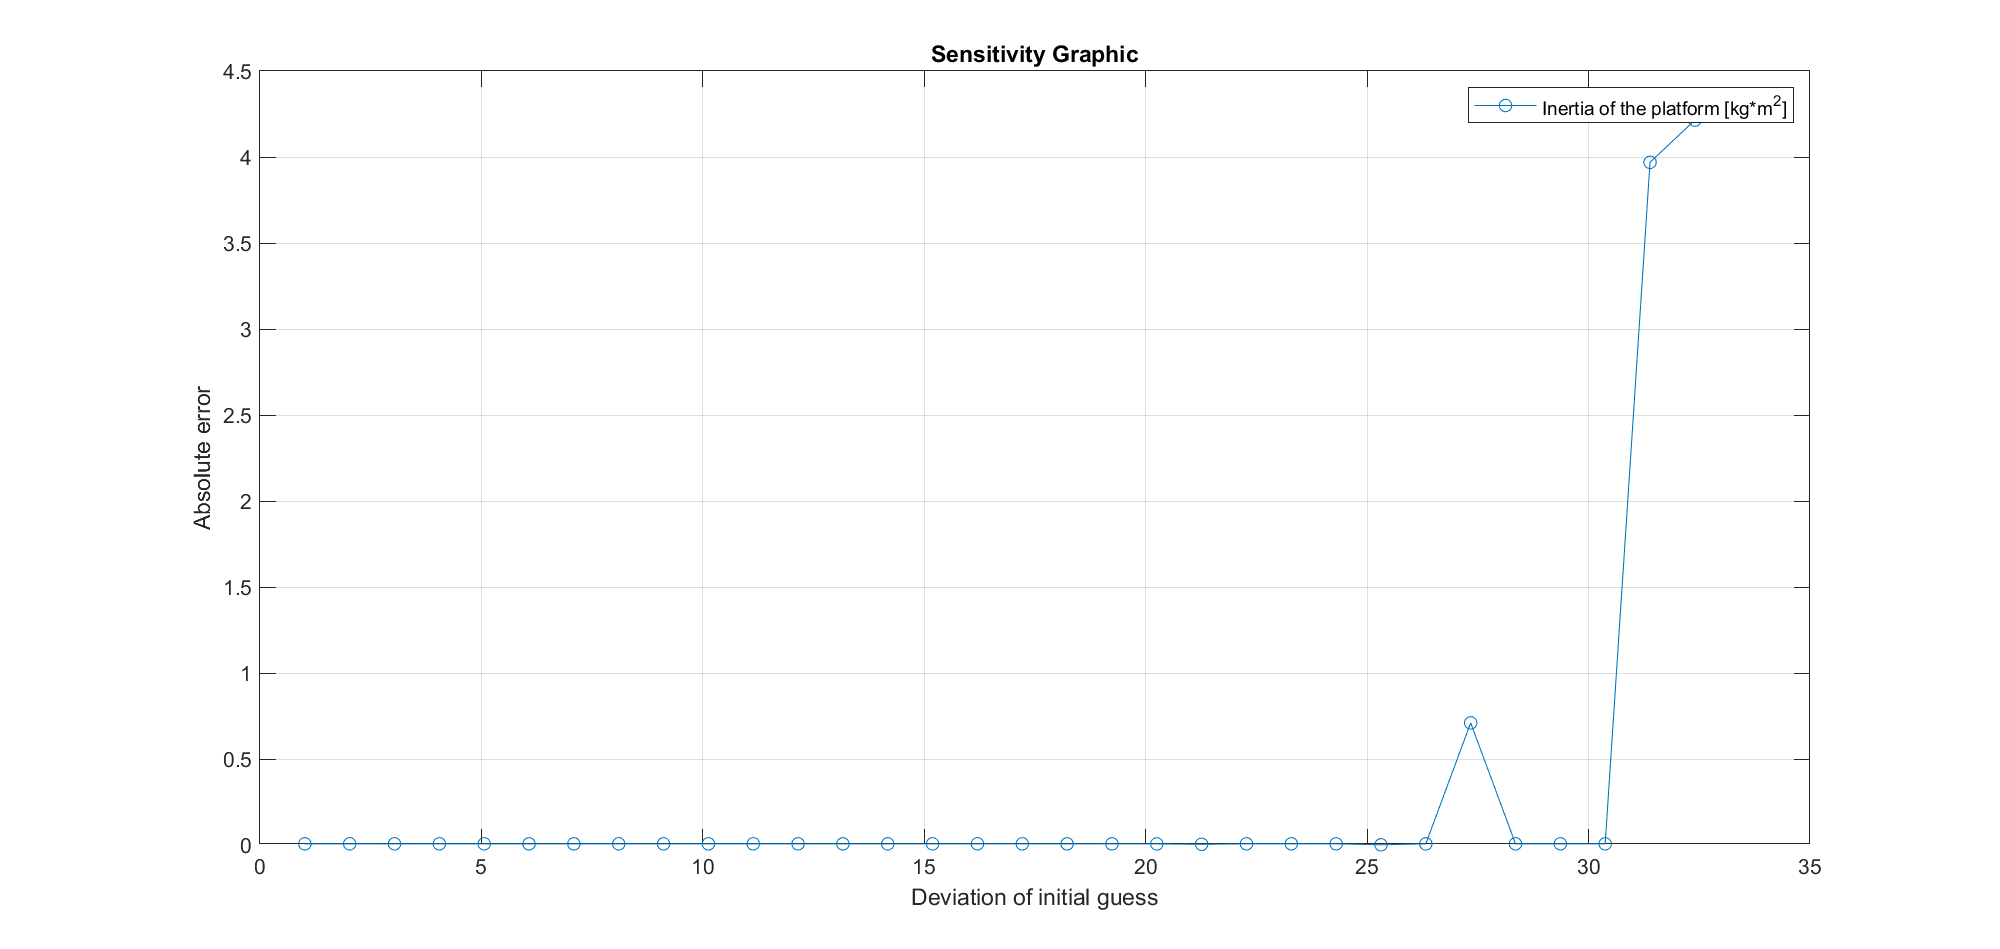 Sensitivity Graphic
Inertia of the platform [kg*m²]
4.5
4
3.5
3
2.5
2
1.5
1
0.5
0
Absolute error
0 5 10 15 20 25 30 35
Deviation of initial guess